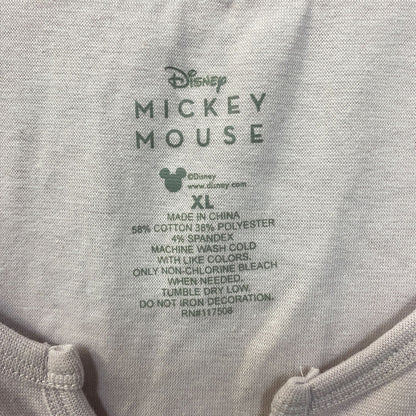 Disney
MICKEY
MOUSE
©Disney
www.disney.com
XL
MADE IN CHINA
58% COTTON 38% POLYESTER
4% SPANDEX
MACHINE WASH COLD
WITH LIKE COLORS.
ONLY NON-CHLORINE BLEACH
WHEN NEEDED.
TUMBLE DRY LOW.
DO NOT IRON DECORATION.
RN#117508